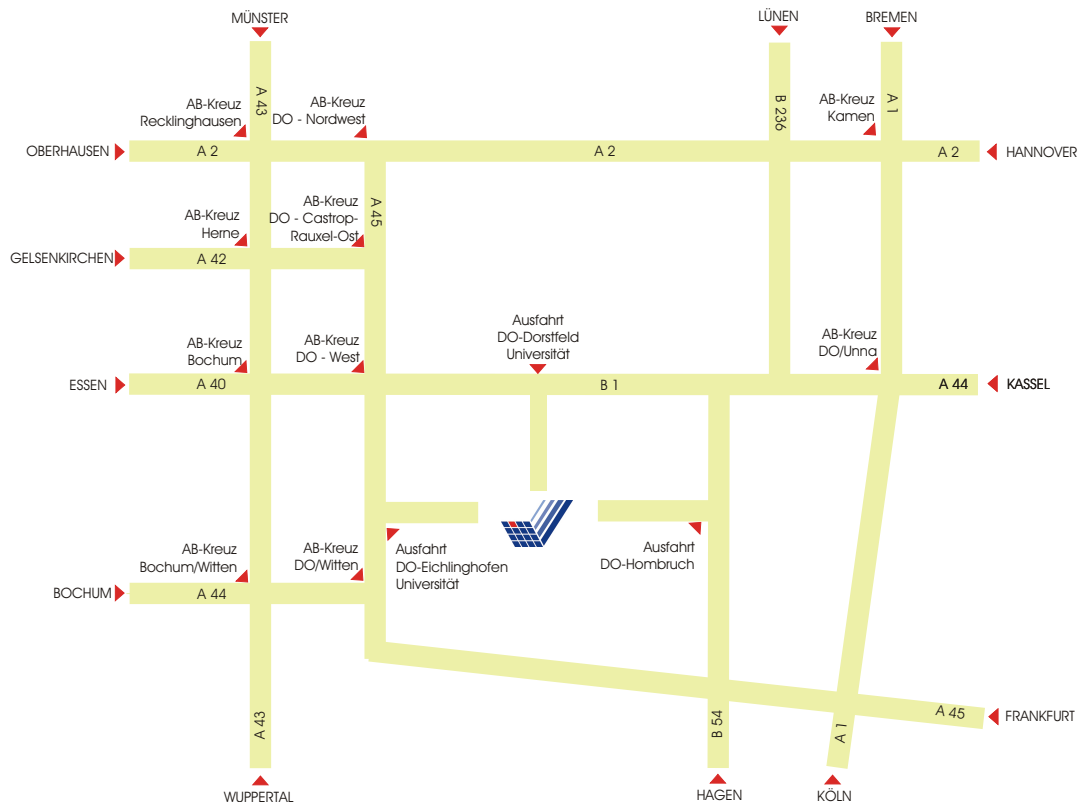 MÜNSTER
LÜNEN
BREMEN
A 43
B 236
A 1
AB-Kreuz
Recklinghausen
AB-Kreuz
DO - Nordwest
AB-Kreuz
Kamen
OBERHAUSEN
A 2
A 2
A 2
HANNOVER
A 45
AB-Kreuz
Herne
AB-Kreuz
DO - Castrop-
Rauxel-Ost
GELSENKIRCHEN
A 42
AB-Kreuz
Bochum
AB-Kreuz
DO - West
Ausfahrt
DO-Dorstfeld
Universität
AB-Kreuz
DO/Unna
ESSEN
A 40
B 1
A 44
KASSEL
AB-Kreuz
Bochum/Witten
AB-Kreuz
DO/Witten
Ausfahrt
DO-Eichlinghofen
Universität
Ausfahrt
DO-Hombruch
BOCHUM
A 44
A 43
B 54
A 1
A 45
FRANKFURT
WUPPERTAL
HAGEN
KÖLN